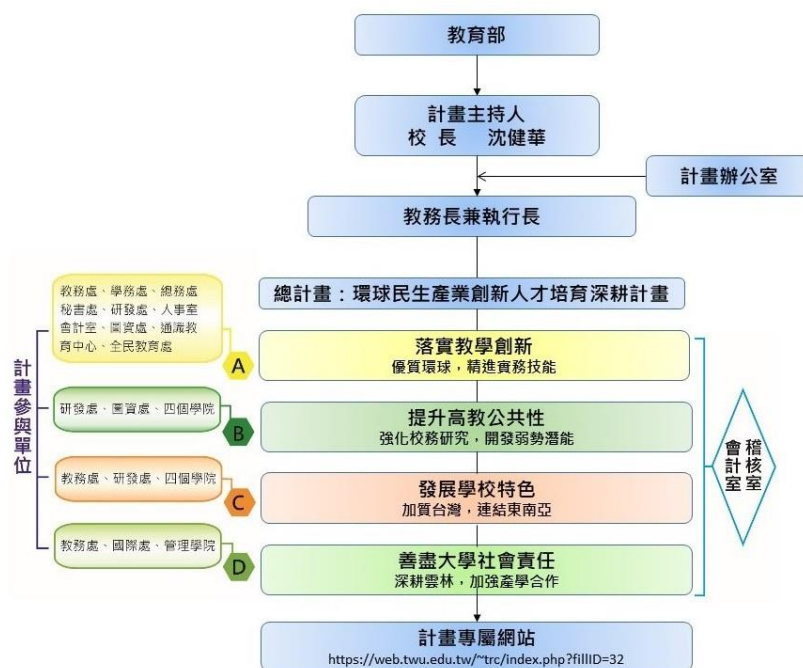 教育部
計畫主持人
校 長 沈健華
計畫辦公室
教務長兼執行長
總計畫：環球民生產業創新人才培育深耕計畫
計畫參與單位
教務處、學務處、總務處
秘書處、研發處、人事室
會計室、圖資處、通識教
育中心、全民教育處
A
落實教學創新
優質環球，精進實務技能
研發處、圖資處、四個學院
B
提升高教公共性
強化校務研究，開發弱勢潛能
教務處、研發處、四個學院
C
發展學校特色
加質台灣，連結東南亞
教務處、國際處、管理學院
D
善盡大學社會責任
深耕雲林，加強產學合作
稽核室
會計室
計畫專屬網站
https://web.twu.edu.tw/~trc/index.php?fillID=32